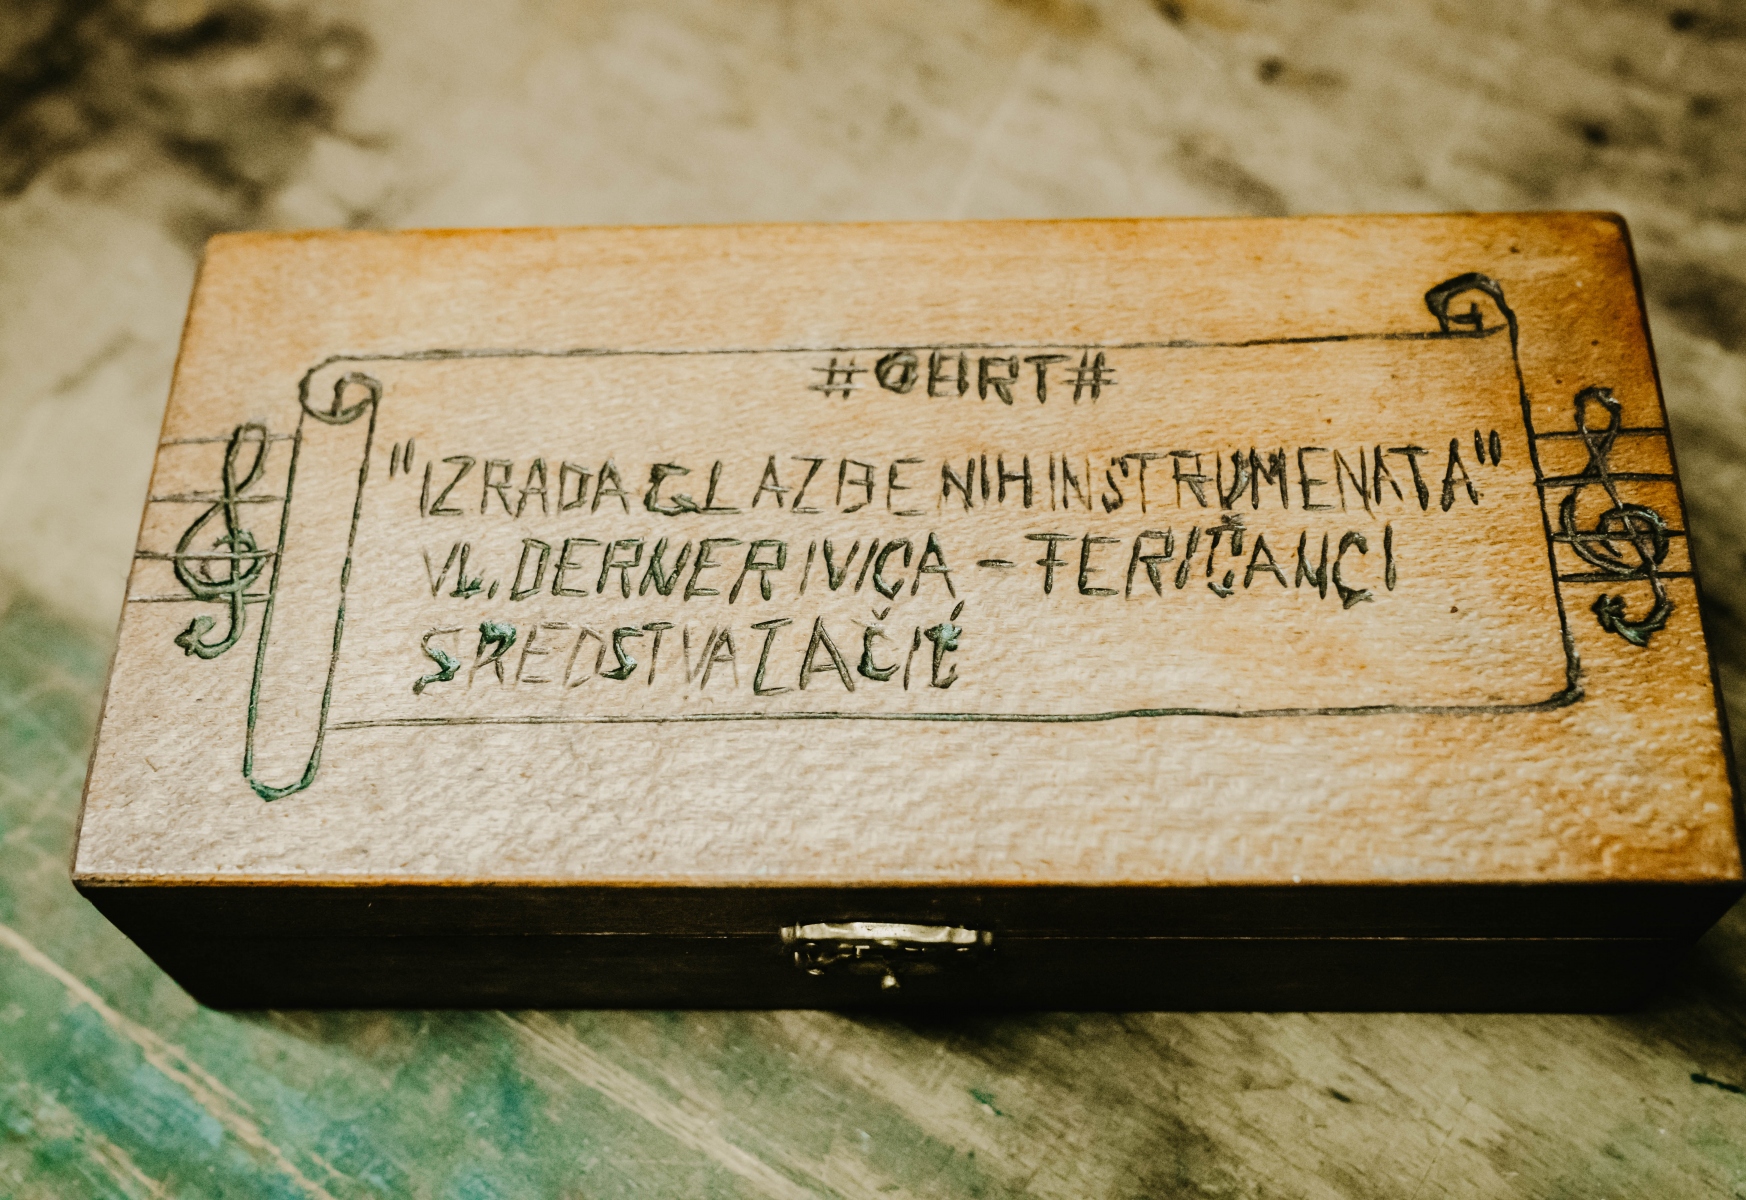 #OBRT#
"IZRADA GLAZBENIH INSTRUMENATA"
VL. DERNER IVICA - FERIČANCI
SREDSTVA ZAČIĆ